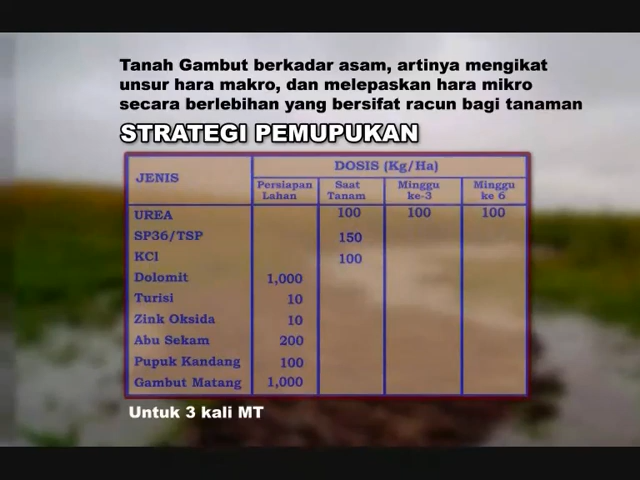 Tanah Gambut berkadar asam, artinya mengikat
unsur hara makro, dan melepaskan hara mikro
secara berlebihan yang bersifat racun bagi tanaman
STRATEGI PEMUPUKAN
JENIS DOSIS (Kg/Ha)
Persiapan Lahan Saat Tanam Minggu ke-3 Minggu ke 6
UREA 100 100 100
SP36/TSP 150
KCl 100
Dolomit 1,000
Turisi 10
Zink Oksida 10
Abu Sekam 200
Pupuk Kandang 100
Gambut Matang 1,000
Untuk 3 kali MT